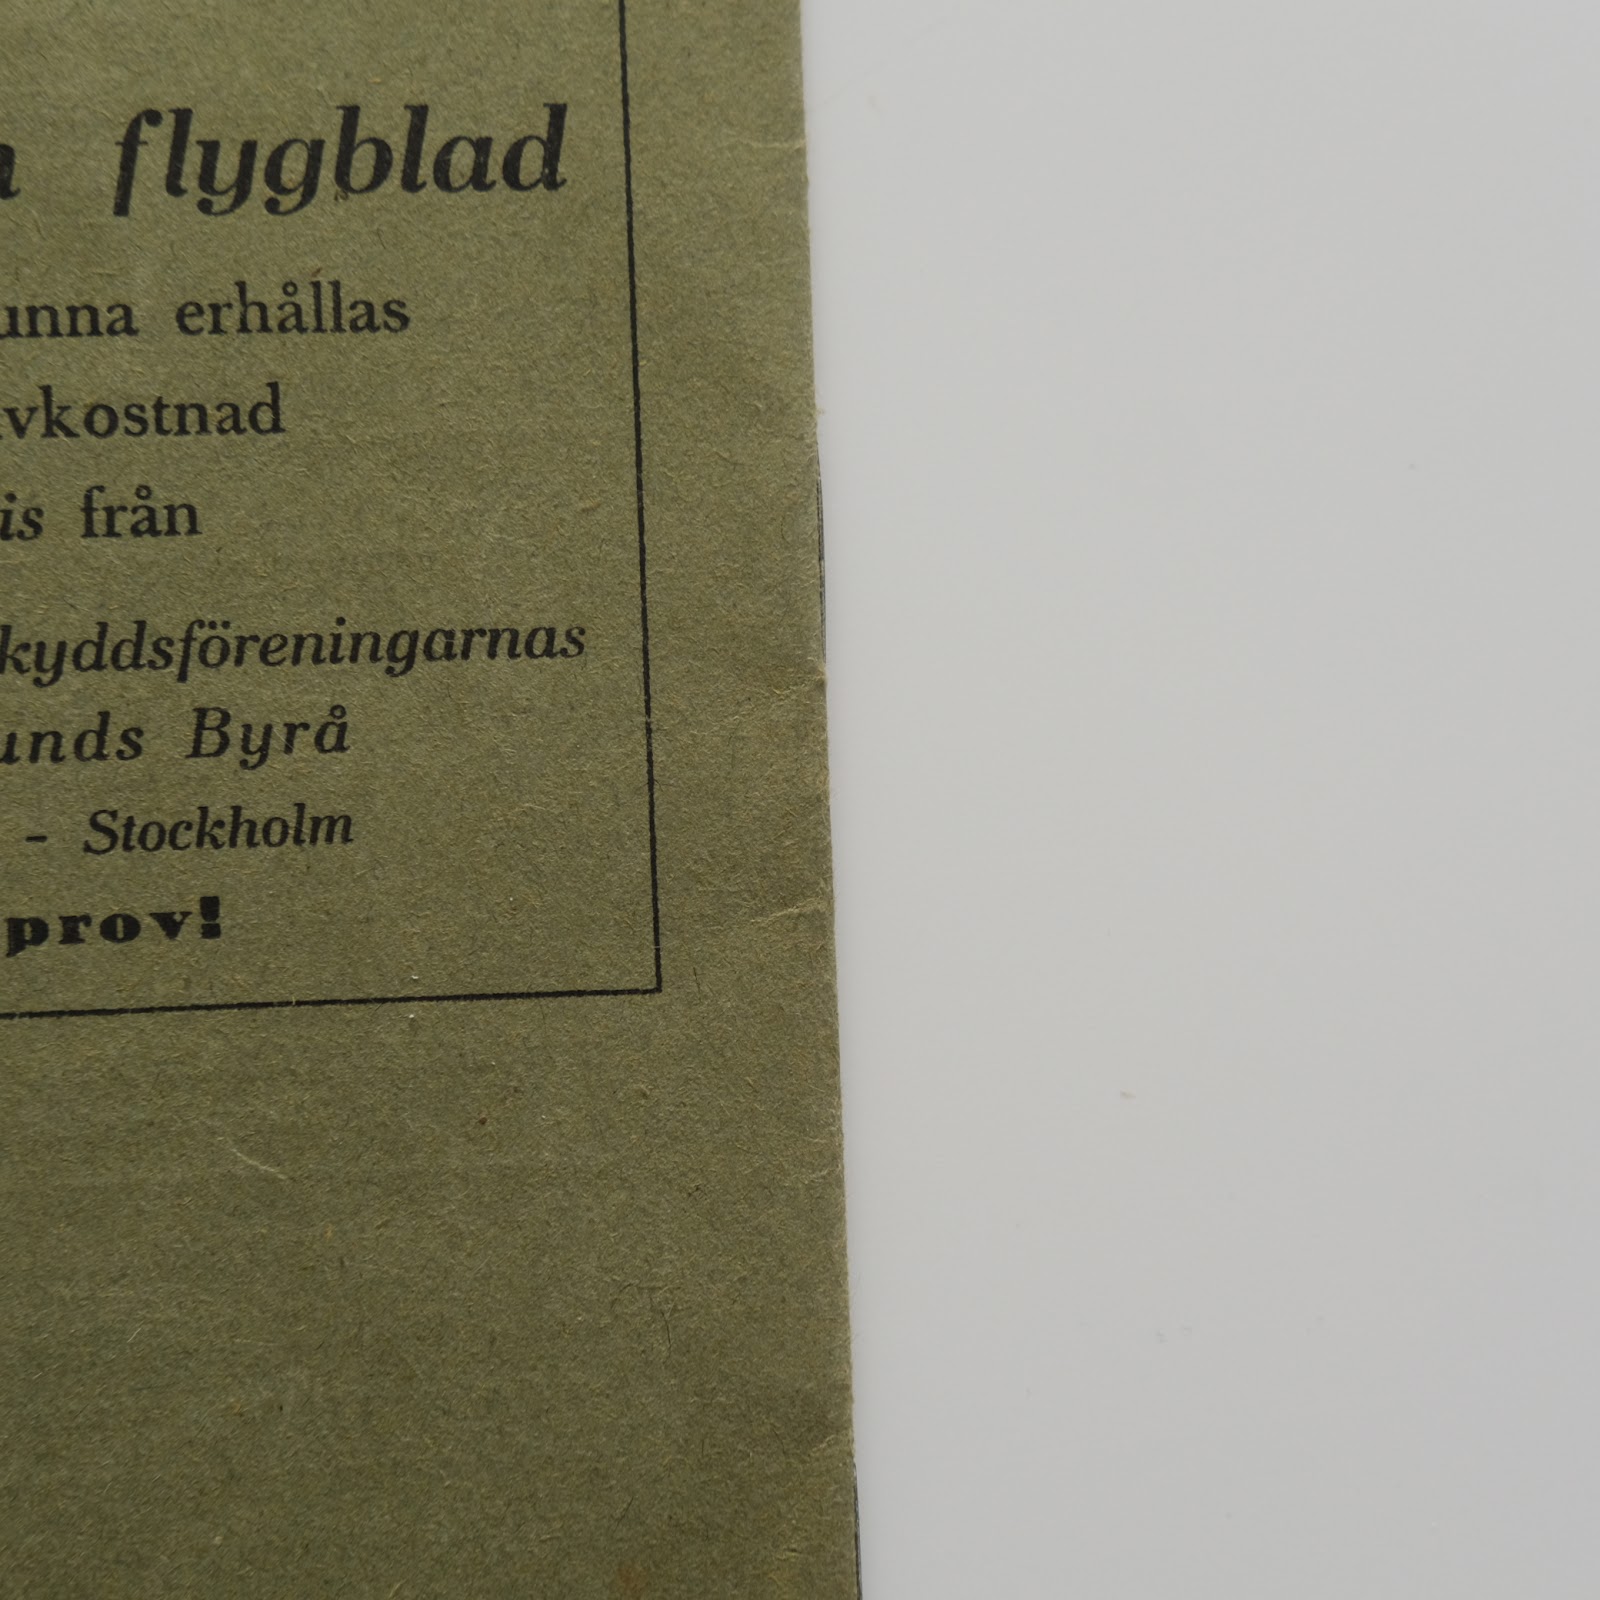 flygblad
unna erhållas
vkostnad
is från
kyddsföreningarnas
unds Byrå
- Stockholm
prov!